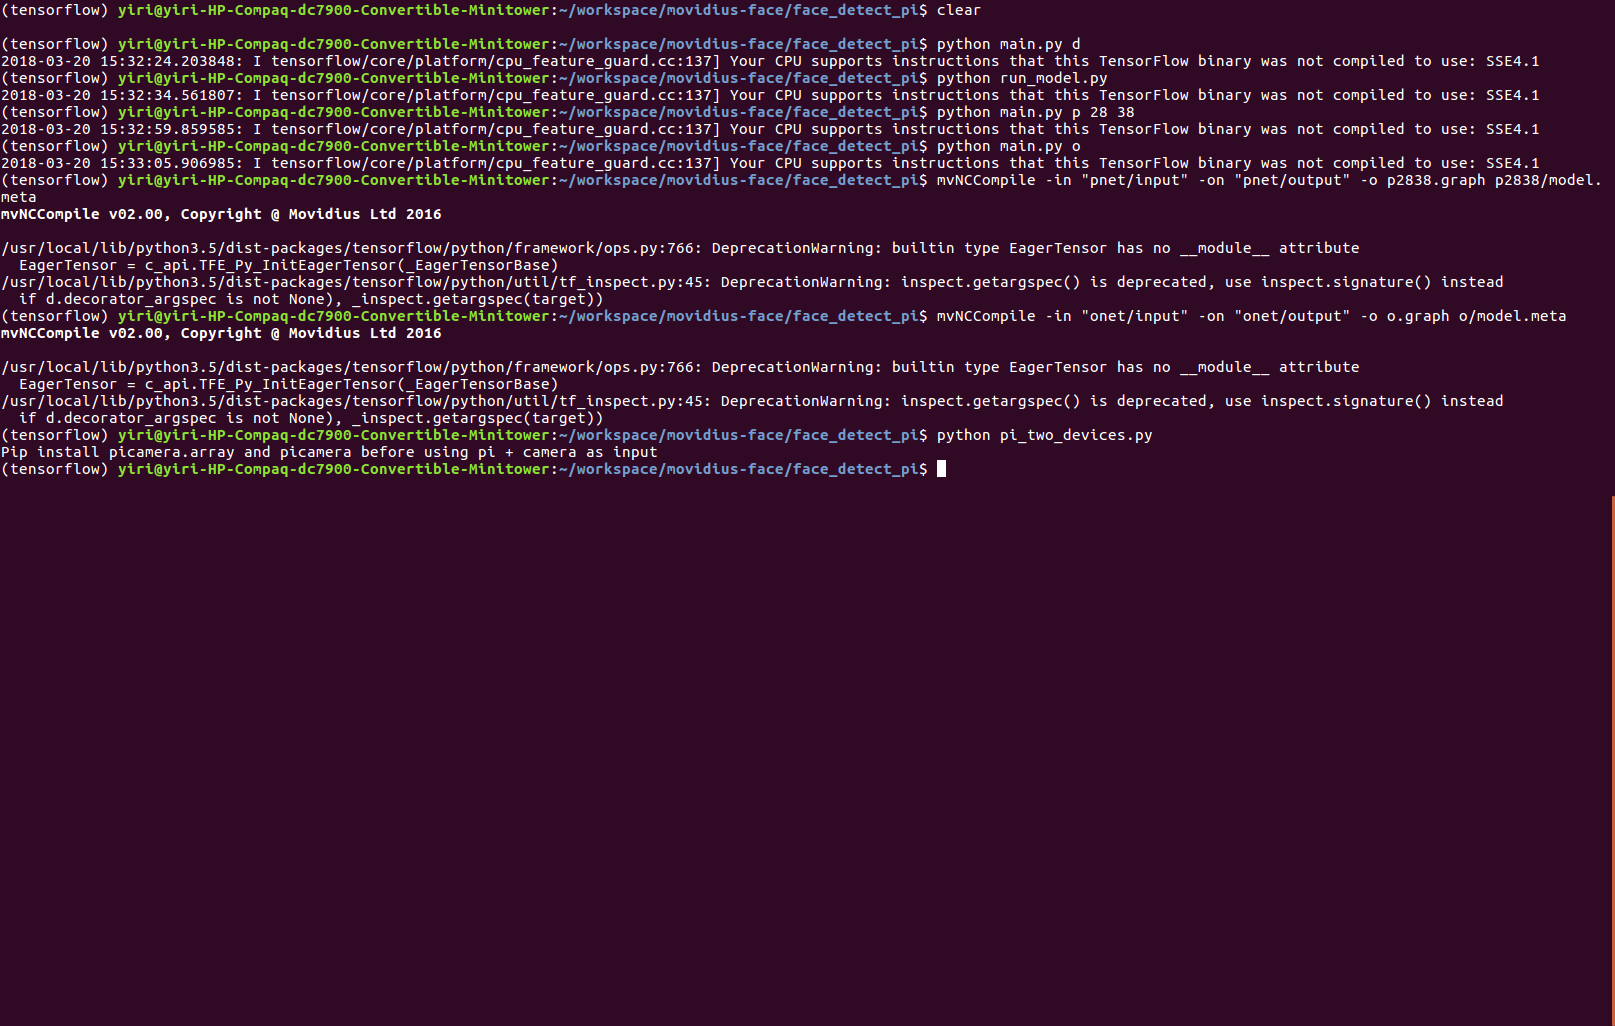 (tensorflow) yiri@yiri-HP-Compaq-dc7900-Convertible-Minitower:~/workspace/movidius-face/face_detect_pi$ clear
(tensorflow) yiri@yiri-HP-Compaq-dc7900-Convertible-Minitower:~/workspace/movidius-face/face_detect_pi$ python main.py d
2018-03-20 15:32:24.203848: I tensorflow/core/platform/cpu_feature_guard.cc:137] Your CPU supports instructions that this TensorFlow binary was not compiled to use: SSE4.1
(tensorflow) yiri@yiri-HP-Compaq-dc7900-Convertible-Minitower:~/workspace/movidius-face/face_detect_pi$ python run_model.py
2018-03-20 15:32:34.561807: I tensorflow/core/platform/cpu_feature_guard.cc:137] Your CPU supports instructions that this TensorFlow binary was not compiled to use: SSE4.1
(tensorflow) yiri@yiri-HP-Compaq-dc7900-Convertible-Minitower:~/workspace/movidius-face/face_detect_pi$ python main.py p 28 38
2018-03-20 15:32:59.859585: I tensorflow/core/platform/cpu_feature_guard.cc:137] Your CPU supports instructions that this TensorFlow binary was not compiled to use: SSE4.1
(tensorflow) yiri@yiri-HP-Compaq-dc7900-Convertible-Minitower:~/workspace/movidius-face/face_detect_pi$ python main.py o
2018-03-20 15:33:05.906985: I tensorflow/core/platform/cpu_feature_guard.cc:137] Your CPU supports instructions that this TensorFlow binary was not compiled to use: SSE4.1
(tensorflow) yiri@yiri-HP-Compaq-dc7900-Convertible-Minitower:~/workspace/movidius-face/face_detect_pi$ mvNCCompile -in "pnet/input" -on "pnet/output" -o p2838.graph p2838/model.
meta
mvNCCompile v02.00, Copyright @ Movidius Ltd 2016
/usr/local/lib/python3.5/dist-packages/tensorflow/python/framework/ops.py:766: DeprecationWarning: builtin type EagerTensor has no __module__ attribute
  EagerTensor = c_api.TFE_Py_InitEagerTensor(_EagerTensorBase)
/usr/local/lib/python3.5/dist-packages/tensorflow/python/util/tf_inspect.py:45: DeprecationWarning: inspect.getargspec() is deprecated, use inspect.signature() instead
  if d.decorator_argspec is not None), _inspect.getargspec(target))
(tensorflow) yiri@yiri-HP-Compaq-dc7900-Convertible-Minitower:~/workspace/movidius-face/face_detect_pi$ mvNCCompile -in "onet/input" -on "onet/output" -o o.graph o/model.meta
mvNCCompile v02.00, Copyright @ Movidius Ltd 2016
/usr/local/lib/python3.5/dist-packages/tensorflow/python/framework/ops.py:766: DeprecationWarning: builtin type EagerTensor has no __module__ attribute
  EagerTensor = c_api.TFE_Py_InitEagerTensor(_EagerTensorBase)
/usr/local/lib/python3.5/dist-packages/tensorflow/python/util/tf_inspect.py:45: DeprecationWarning: inspect.getargspec() is deprecated, use inspect.signature() instead
  if d.decorator_argspec is not None), _inspect.getargspec(target))
(tensorflow) yiri@yiri-HP-Compaq-dc7900-Convertible-Minitower:~/workspace/movidius-face/face_detect_pi$ python pi_two_devices.py
Pip install picamera.array and picamera before using pi + camera as input
(tensorflow) yiri@yiri-HP-Compaq-dc7900-Convertible-Minitower:~/workspace/movidius-face/face_detect_pi$